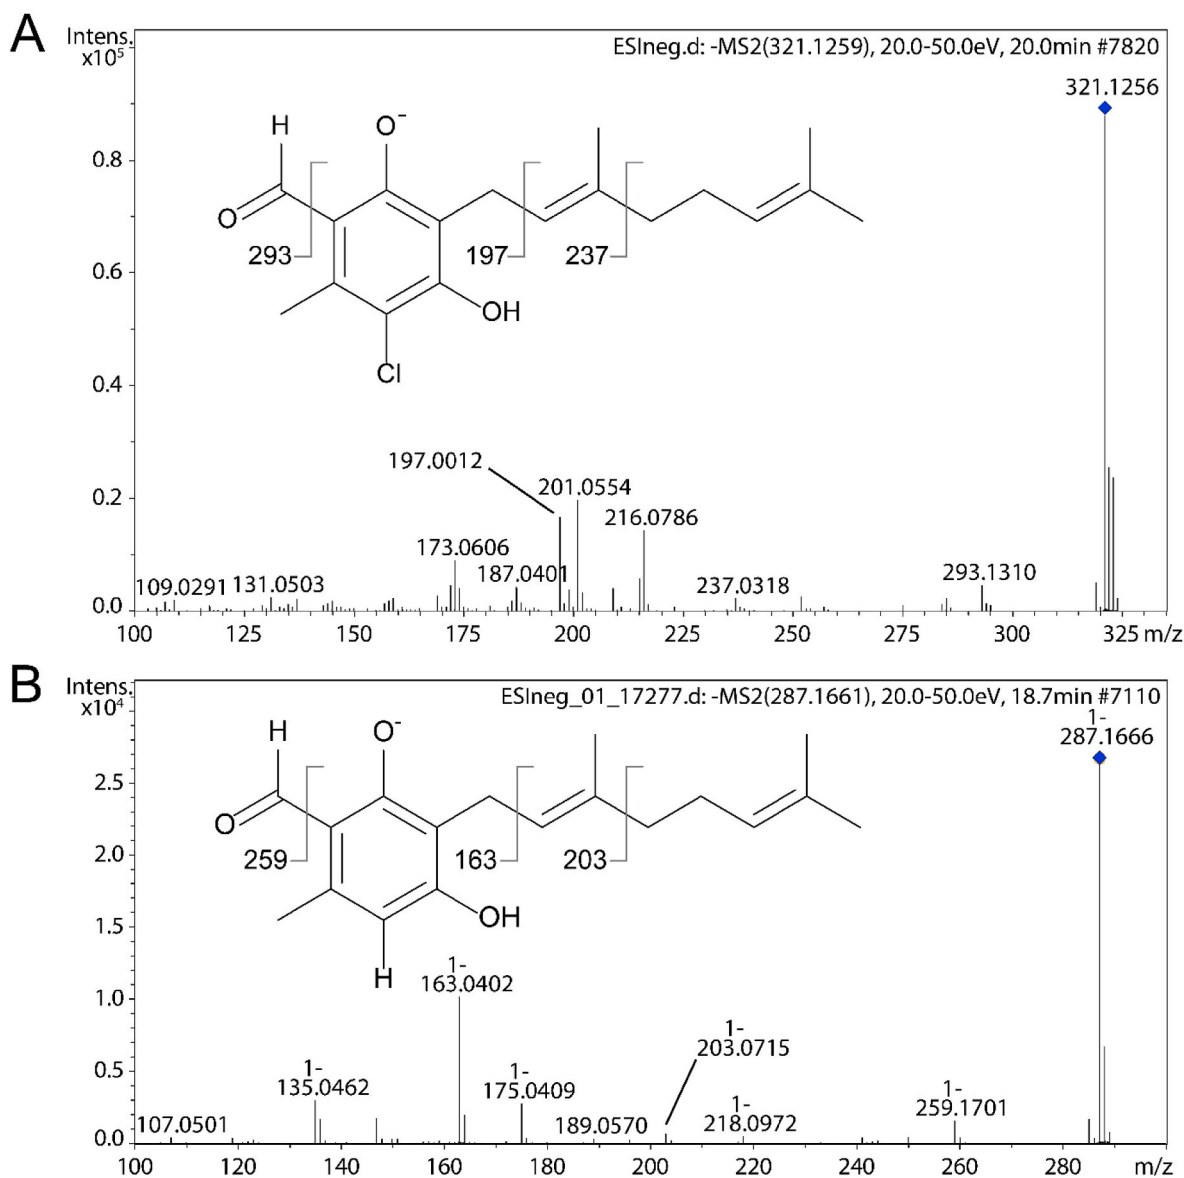 A
Intens.
x10⁵
ESIneg.d: -MS2(321.1259), 20.0-50.0eV, 20.0min #7820
321.1256
H
O⁻
O
293
197
237
OH
Cl
0.8
0.6
0.4
0.2
0.0
197.0012
201.0554
216.0786
173.0606
187.0401
109.0291
131.0503
237.0318
293.1310
100 125 150 175 200 225 250 275 300 325 m/z
B
Intens.
x10⁴
ESIneg_01_17277.d: -MS2(287.1661), 20.0-50.0eV, 18.7min #7110
1-
287.1666
H
O⁻
O
259
163
203
OH
H
2.5
2.0
1.5
1.0
0.5
0.0
1-
163.0402
1-
203.0715
1-
135.0462
1-
175.0409
1-
259.1701
1-
218.0972
107.0501
189.0570
100 120 140 160 180 200 220 240 260 280 m/z